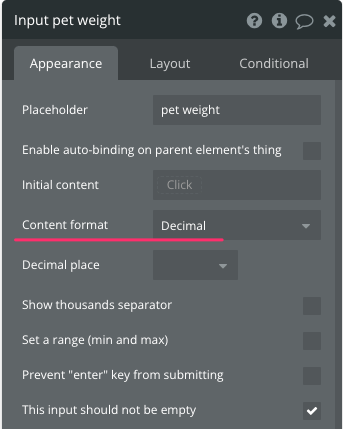 Input pet weight
Appearance Layout Conditional
Placeholder pet weight
Enable auto-binding on parent element's thing
Initial content Click
Content format Decimal
Decimal place
Show thousands separator
Set a range (min and max)
Prevent "enter" key from submitting
This input should not be empty